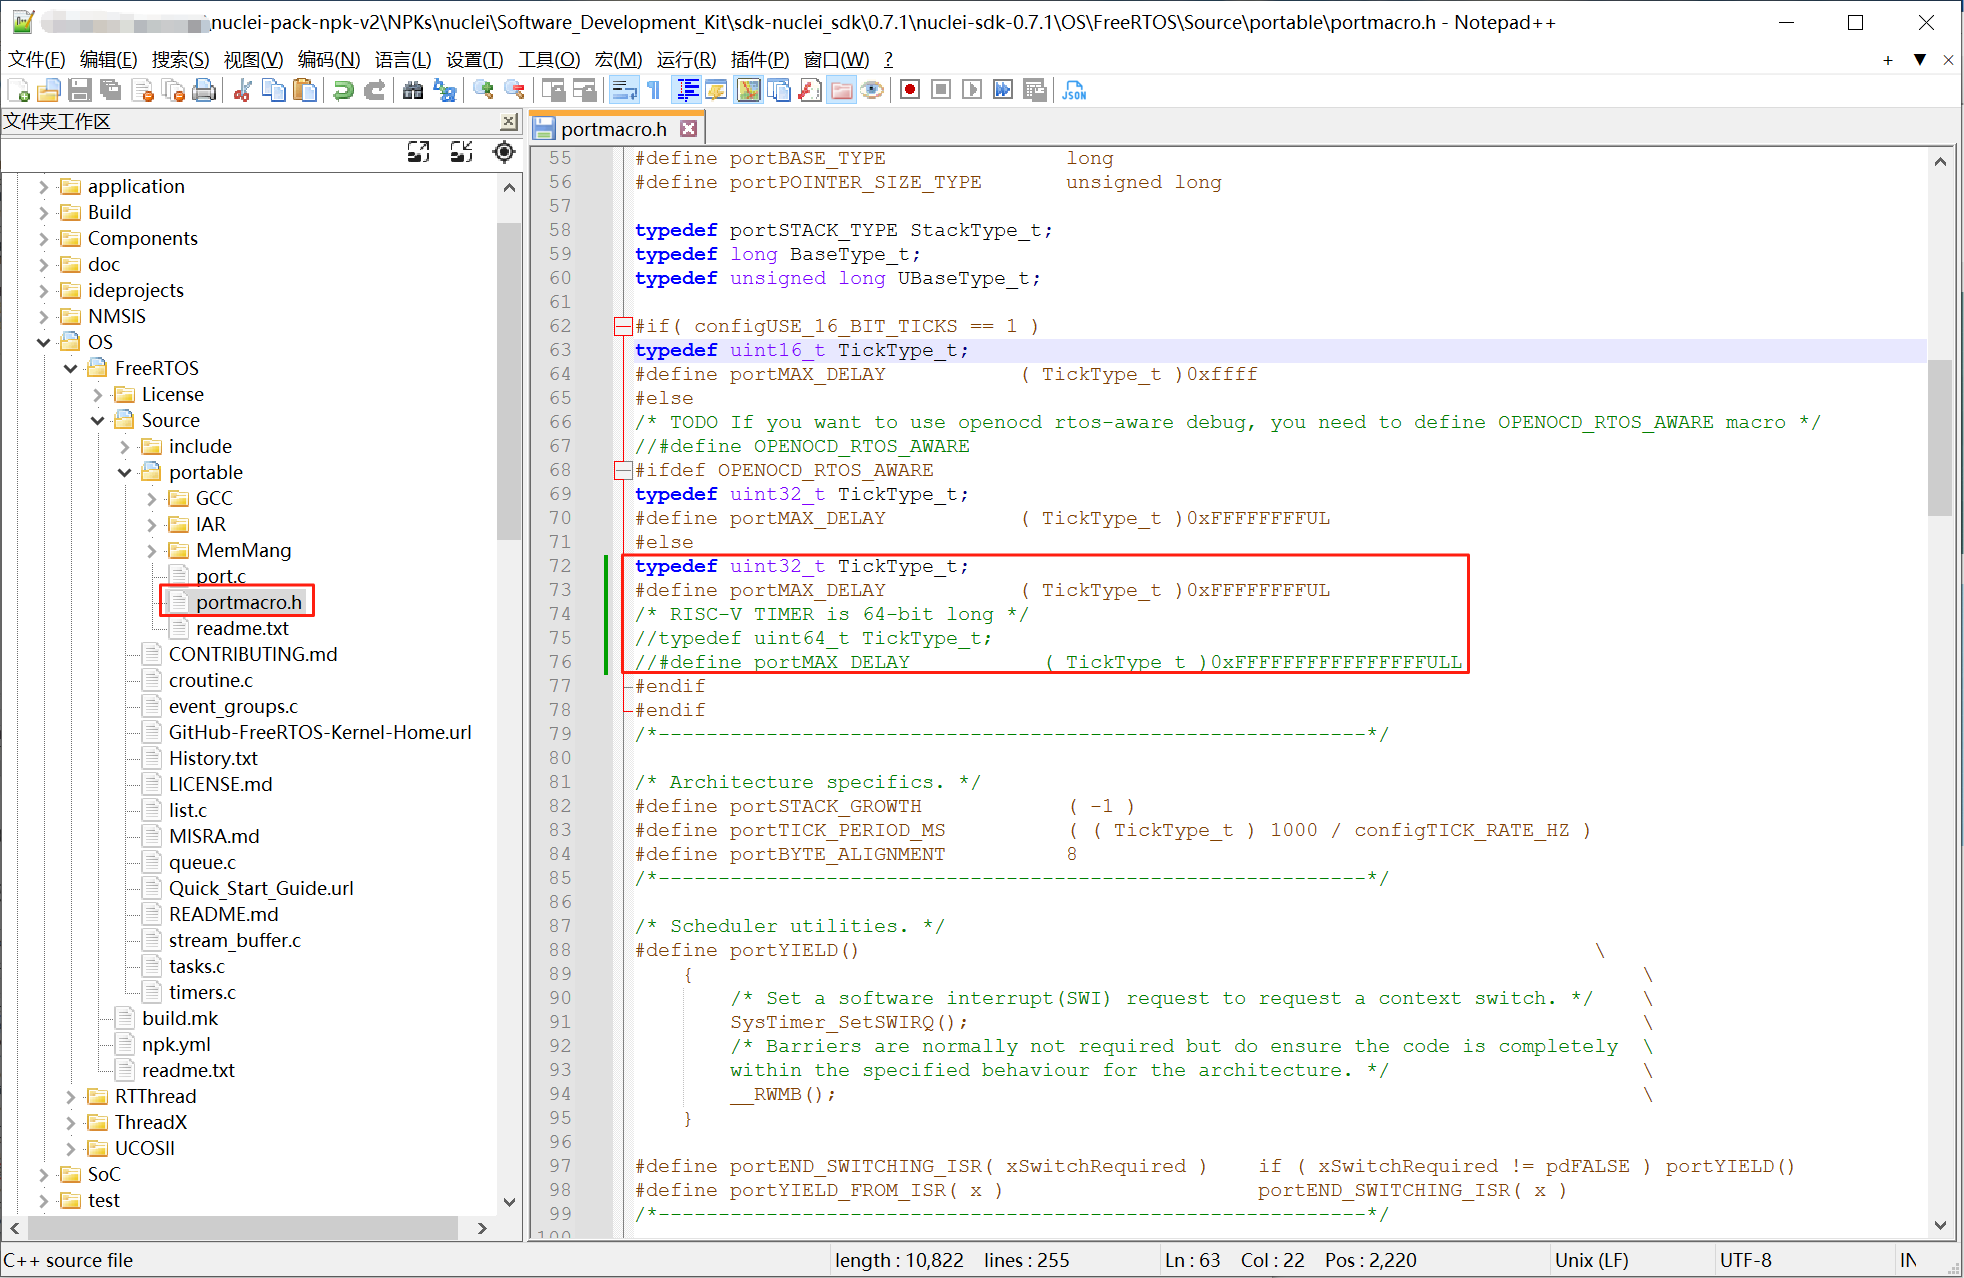 \nuclei-pack-npk-v2\NPKs\nuclei\Software_Development_Kit\sdk-nuclei_sdk\0.7.1\nuclei-sdk-0.7.1\OS\FreeRTOS\Source\portable\portmacro.h - Notepad++
文件(F) 编辑(E) 搜索(S) 视图(V) 编码(N) 语言(L) 设置(T) 工具(O) 宏(M) 运行(R) 插件(P) 窗口(W) ?
文件夹工作区
application
Build
Components
doc
ideprojects
NMSIS
OS
FreeRTOS
License
Source
include
portable
GCC
IAR
MemMang
port.c
portmacro.h
readme.txt
CONTRIBUTING.md
croutine.c
event_groups.c
GitHub-FreeRTOS-Kernel-Home.url
History.txt
LICENSE.md
list.c
MISRA.md
queue.c
Quick_Start_Guide.url
README.md
stream_buffer.c
tasks.c
timers.c
build.mk
npk.yml
readme.txt
RTThread
ThreadX
UCOSII
SoC
test
portmacro.h
55 #define portBASE_TYPE long
56 #define portPOINTER_SIZE_TYPE unsigned long
57
58 typedef portSTACK_TYPE StackType_t;
59 typedef long BaseType_t;
60 typedef unsigned long UBaseType_t;
61
62 #if( configUSE_16_BIT_TICKS == 1 )
63 typedef uint16_t TickType_t;
64 #define portMAX_DELAY ( TickType_t )0xffff
65 #else
66 /* TODO If you want to use openocd rtos-aware debug, you need to define OPENOCD_RTOS_AWARE macro */
67 //#define OPENOCD_RTOS_AWARE
68 #ifdef OPENOCD_RTOS_AWARE
69 typedef uint32_t TickType_t;
70 #define portMAX_DELAY ( TickType_t )0xFFFFFFFFUL
71 #else
72 typedef uint32_t TickType_t;
73 #define portMAX_DELAY ( TickType_t )0xFFFFFFFFUL
74 /* RISC-V TIMER is 64-bit long */
75 //typedef uint64_t TickType_t;
76 //#define portMAX_DELAY ( TickType_t )0xFFFFFFFFFFFFFFFFULL
77 #endif
78 #endif
79 /*-----------------------------------------------------------*/
80
81 /* Architecture specifics. */
82 #define portSTACK_GROWTH ( -1 )
83 #define portTICK_PERIOD_MS ( ( TickType_t ) 1000 / configTICK_RATE_HZ )
84 #define portBYTE_ALIGNMENT 8
85 /*-----------------------------------------------------------*/
86
87 /* Scheduler utilities. */
88 #define portYIELD() \
89 { \
90 /* Set a software interrupt(SWI) request to request a context switch. */ \
91 SysTimer_SetSWIRQ(); \
92 /* Barriers are normally not required but do ensure the code is completely \
93 within the specified behaviour for the architecture. */ \
94 __RWMB(); \
95 }
96
97 #define portEND_SWITCHING_ISR( xSwitchRequired ) if ( xSwitchRequired != pdFALSE ) portYIELD()
98 #define portYIELD_FROM_ISR( x ) portEND_SWITCHING_ISR( x )
99 /*-----------------------------------------------------------*/
100
C++ source file length : 10,822 lines : 255 Ln : 63 Col : 22 Pos : 2,220 Unix (LF) UTF-8